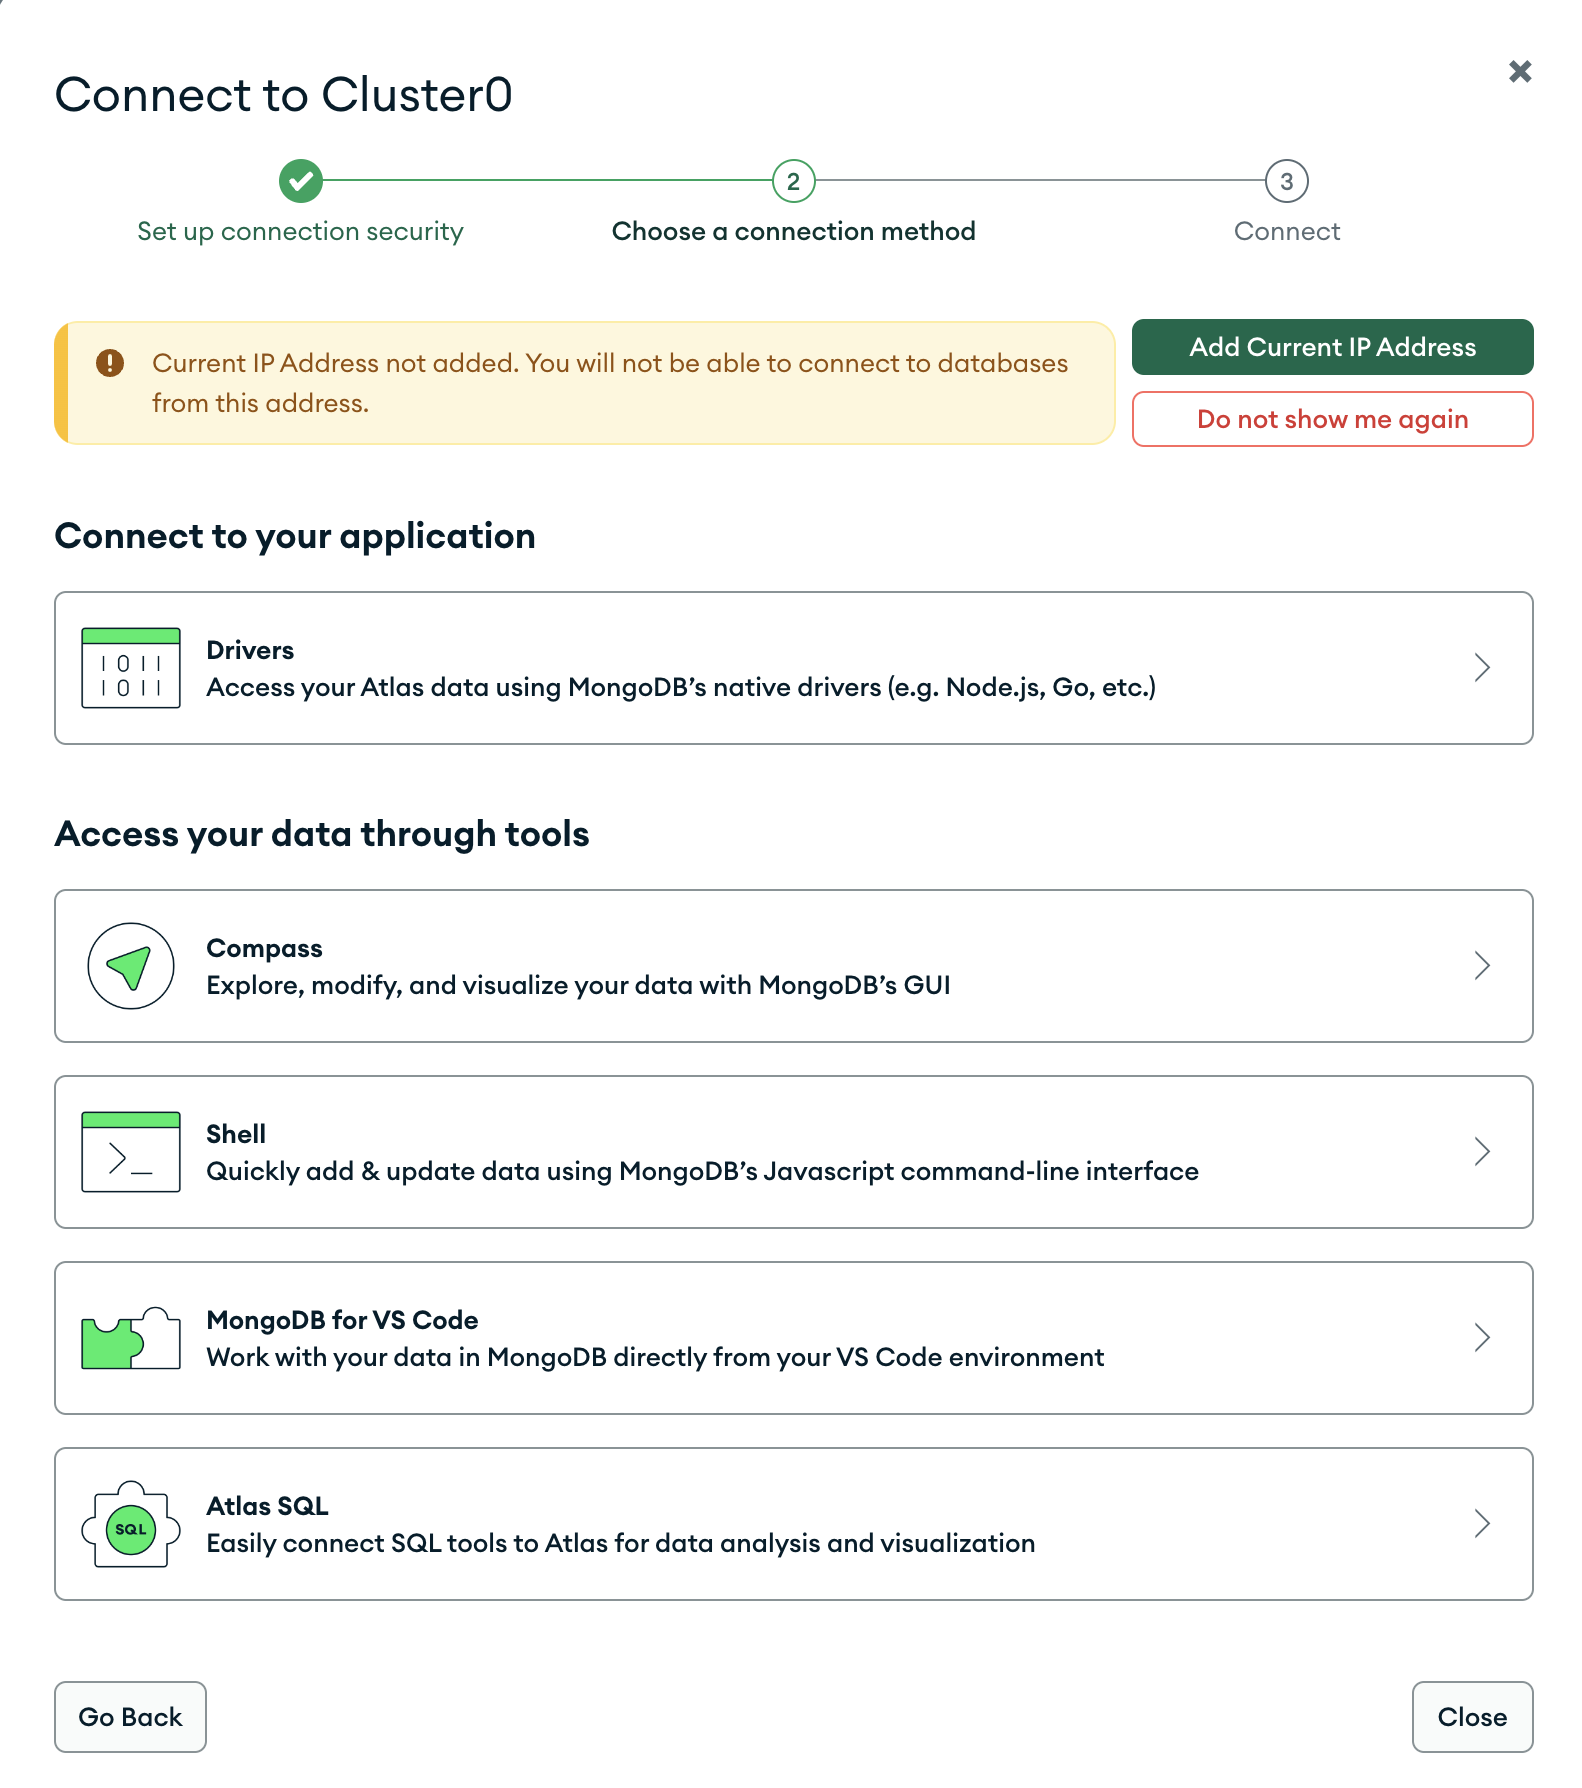 Connect to Cluster0
2
3
Set up connection security
Choose a connection method
Connect
Current IP Address not added. You will not be able to connect to databases
from this address.
Add Current IP Address
Do not show me again
Connect to your application
1011
1011
Drivers
Access your Atlas data using MongoDB’s native drivers (e.g. Node.js, Go, etc.)
Access your data through tools
Compass
Explore, modify, and visualize your data with MongoDB’s GUI
>_
Shell
Quickly add & update data using MongoDB’s Javascript command-line interface
MongoDB for VS Code
Work with your data in MongoDB directly from your VS Code environment
SQL
Atlas SQL
Easily connect SQL tools to Atlas for data analysis and visualization
Go Back
Close